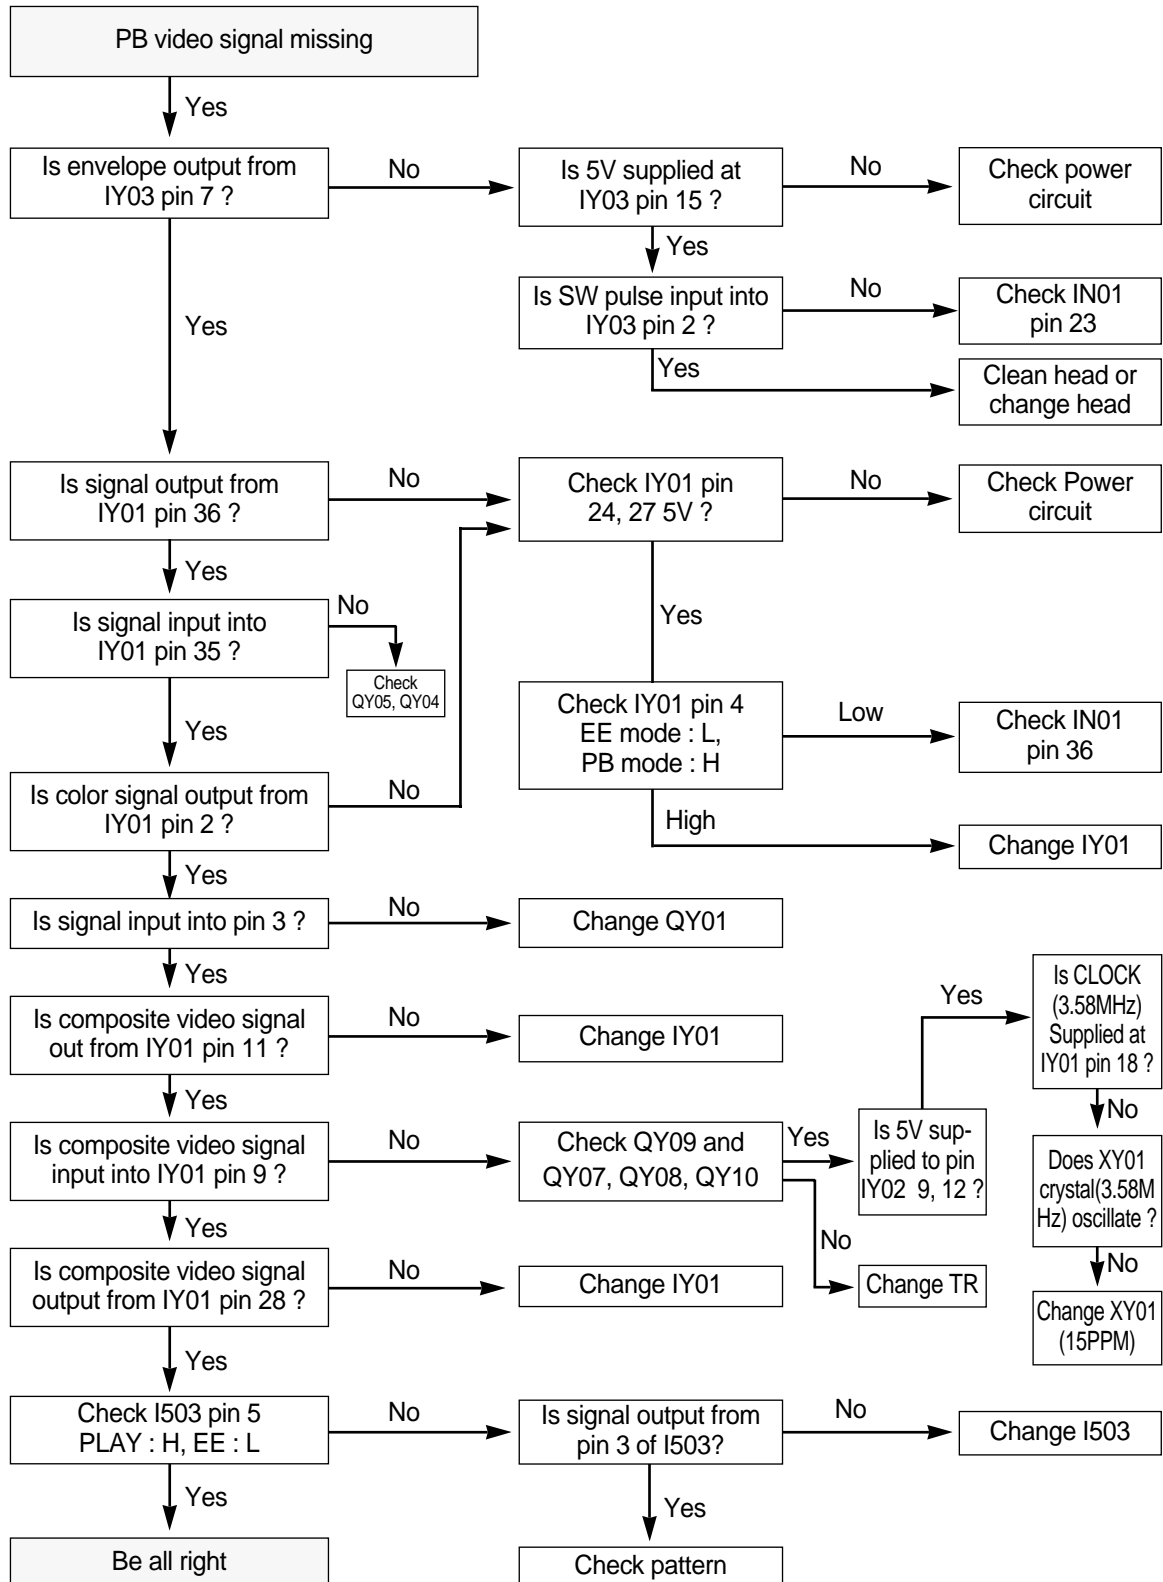 PB video signal missing
Yes
Is envelope output from
IY03 pin 7 ?
No
Is 5V supplied at
IY03 pin 15 ?
No
Check power
circuit
Yes
Is SW pulse input into
IY03 pin 2 ?
No
Check IN01
pin 23
Yes
Yes
Clean head or
change head
Is signal output from
IY01 pin 36 ?
No
Check IY01 pin
24, 27 5V ?
No
Check Power
circuit
Yes
Is signal input into
IY01 pin 35 ?
No
Check
QY05, QY04
Yes
Yes
Check IY01 pin 4
EE mode : L,
PB mode : H
Low
Check IN01
pin 36
Is color signal output from
IY01 pin 2 ?
No
High
Change IY01
Yes
Is signal input into pin 3 ?
No
Change QY01
Yes
Is composite video signal
out from IY01 pin 11 ?
No
Change IY01
Yes
Is CLOCK
(3.58MHz)
Supplied at
IY01 pin 18 ?
Yes
Is composite video signal
input into IY01 pin 9 ?
No
Check QY09 and
QY07, QY08, QY10
Yes
Is 5V sup-
plied to pin
IY02 9, 12 ?
No
Does XY01
crystal(3.58M
Hz) oscillate ?
No
Change TR
No
Change XY01
(15PPM)
Yes
Is composite video signal
output from IY01 pin 28 ?
No
Change IY01
Yes
Check I503 pin 5
PLAY : H, EE : L
No
Is signal output from
pin 3 of I503?
No
Change I503
Yes
Be all right
Yes
Check pattern